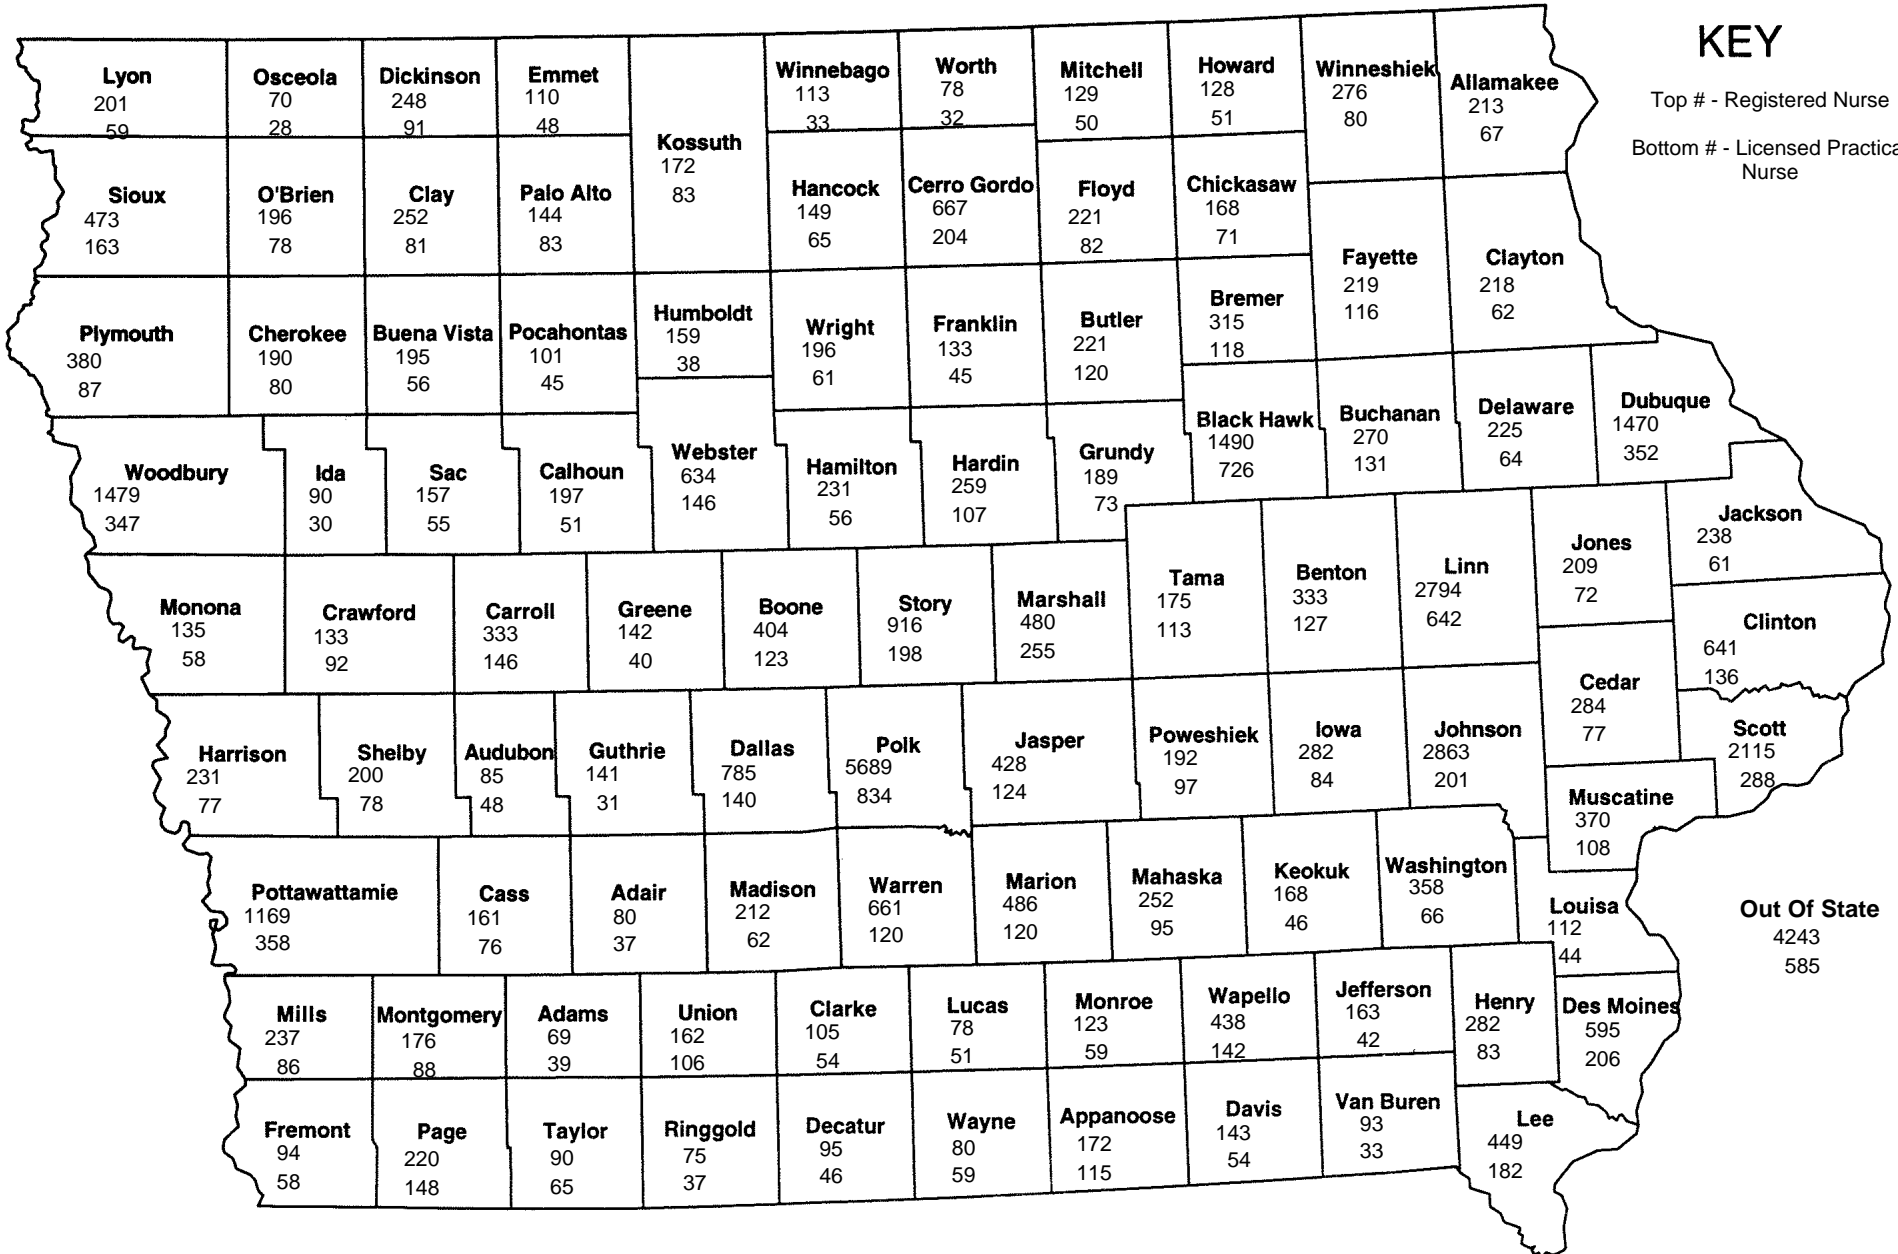 KEY
Top # - Registered Nurse
Bottom # - Licensed Practica
Nurse
Lyon
201
59
Osceola
70
28
Dickinson
248
91
Emmet
110
48
Kossuth
172
83
Winnebago
113
33
Worth
78
32
Mitchell
129
50
Howard
128
51
Winneshiek
276
80
Allamakee
213
67
Sioux
473
163
O'Brien
196
78
Clay
252
81
Palo Alto
144
83
Hancock
149
65
Cerro Gordo
667
204
Floyd
221
82
Chickasaw
168
71
Fayette
219
116
Clayton
218
62
Plymouth
380
87
Cherokee
190
80
Buena Vista
195
56
Pocahontas
101
45
Humboldt
159
38
Wright
196
61
Franklin
133
45
Butler
221
120
Bremer
315
118
Black Hawk
1490
726
Buchanan
270
131
Delaware
225
64
Dubuque
1470
352
Woodbury
1479
347
Ida
90
30
Sac
157
55
Calhoun
197
51
Webster
634
146
Hamilton
231
56
Hardin
259
107
Grundy
189
73
Jackson
238
61
Monona
135
58
Crawford
133
92
Carroll
333
146
Greene
142
40
Boone
404
123
Story
916
198
Marshall
480
255
Tama
175
113
Benton
333
127
Linn
2794
642
Jones
209
72
Clinton
641
136
Harrison
231
77
Shelby
200
78
Audubon
85
48
Guthrie
141
31
Dallas
785
140
Polk
5689
834
Jasper
428
124
Poweshiek
192
97
Iowa
282
84
Johnson
2863
201
Cedar
284
77
Scott
2115
288
Muscatine
370
108
Pottawattamie
1169
358
Cass
161
76
Adair
80
37
Madison
212
62
Warren
661
120
Marion
486
120
Mahaska
252
95
Keokuk
168
46
Washington
358
66
Louisa
112
44
Out Of State
4243
585
Mills
237
86
Montgomery
176
88
Adams
69
39
Union
162
106
Clarke
105
54
Lucas
78
51
Monroe
123
59
Wapello
438
142
Jefferson
163
42
Henry
282
83
Des Moines
595
206
Fremont
94
58
Page
220
148
Taylor
90
65
Ringgold
75
37
Decatur
95
46
Wayne
80
59
Appanoose
172
115
Davis
143
54
Van Buren
93
33
Lee
449
182